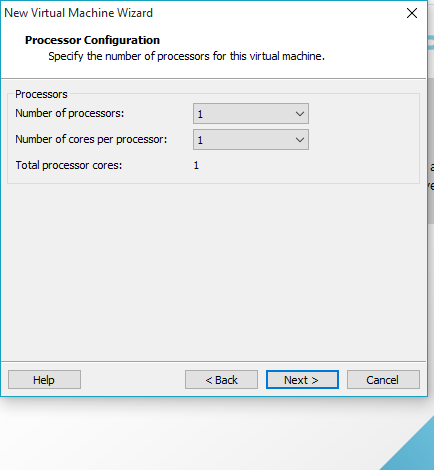 New Virtual Machine Wizard
Processor Configuration
Specify the number of processors for this virtual machine.
Processors
Number of processors: 1
Number of cores per processor: 1
Total processor cores: 1
Help < Back Next > Cancel